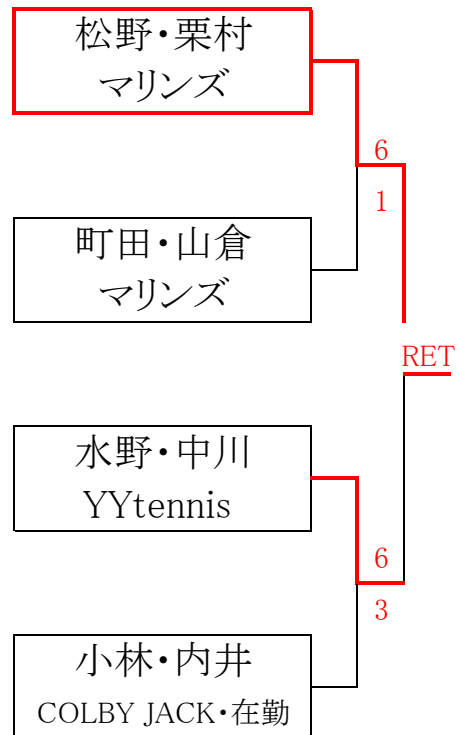 松野・栗村
マリンズ
6
1
町田・山倉
マリンズ
RET
水野・中川
YYtennis
6
3
小林・内井
COLBY JACK・在勤